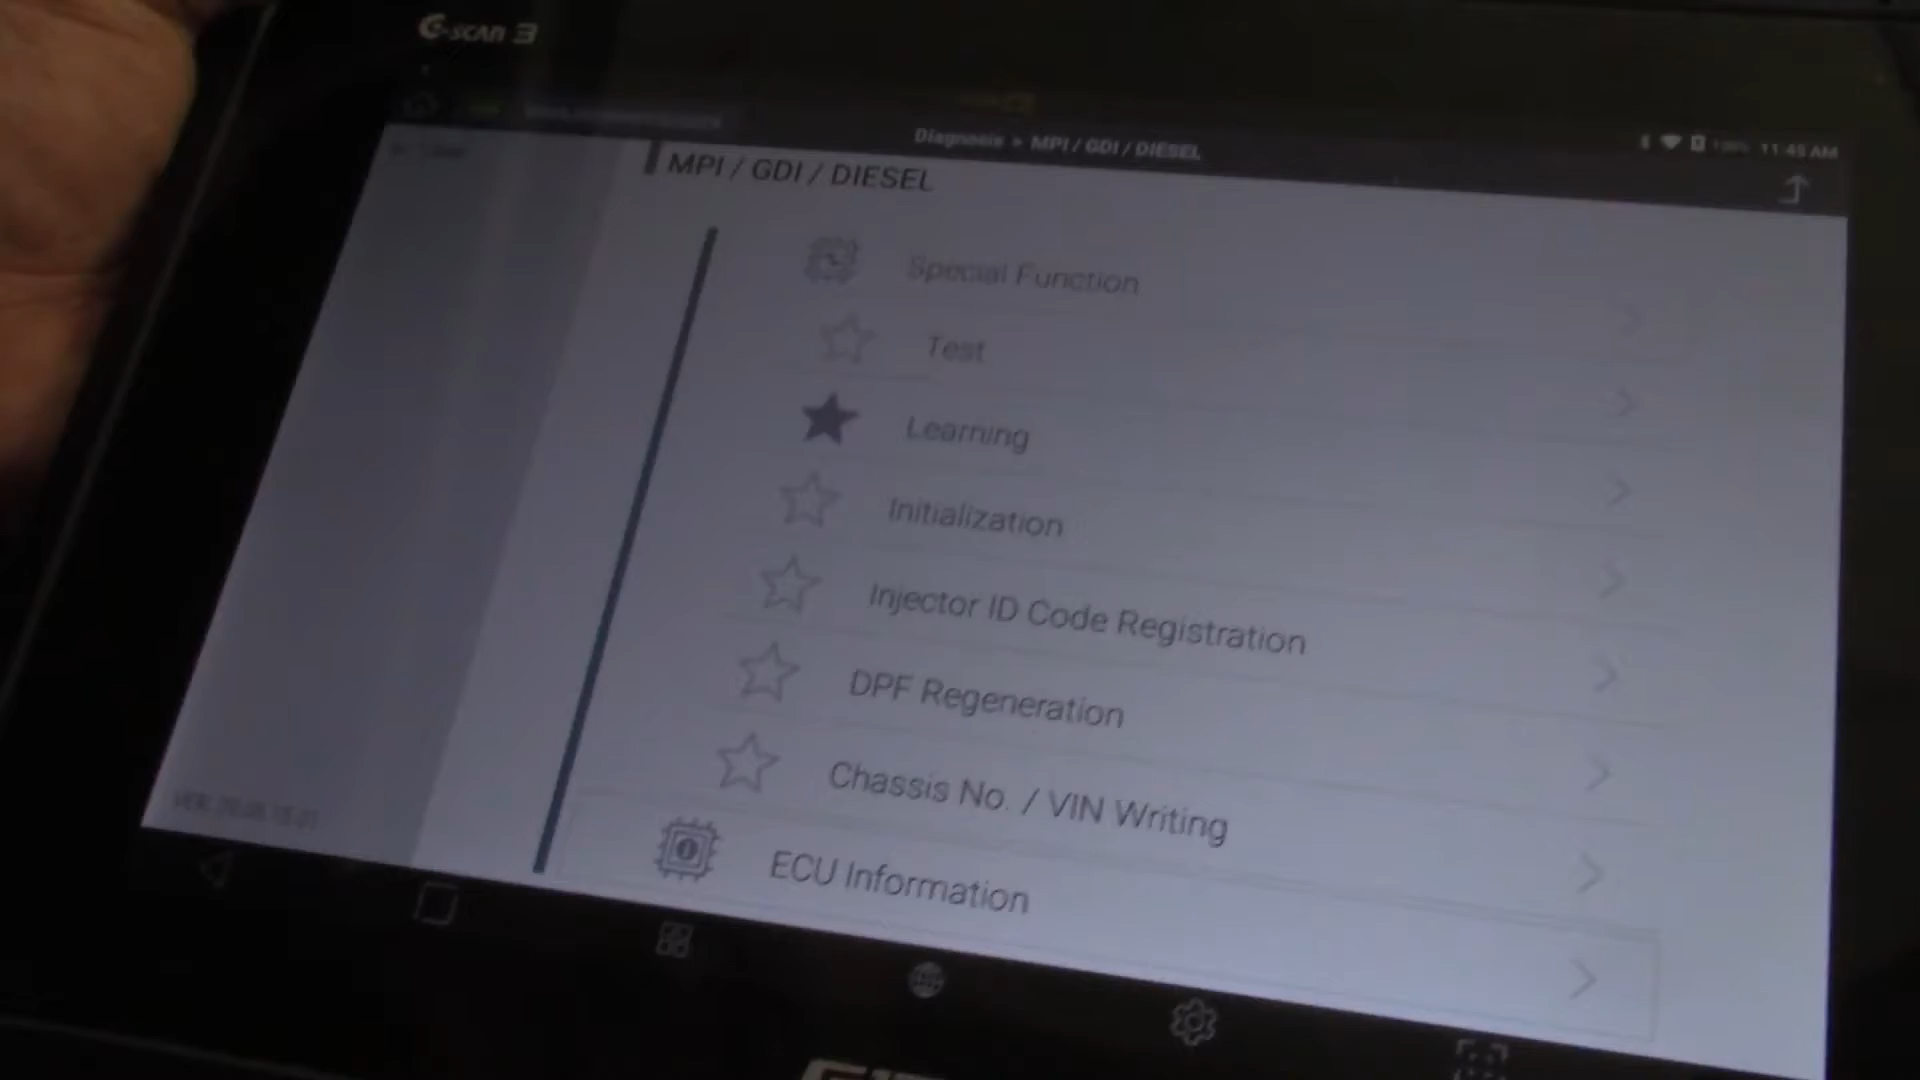 G-SCAN 3
Diagnosis > MPI / GDI / DIESEL
100% 11:45 AM
MPI / GDI / DIESEL
Special Function
Test
Learning
Initialization
Injector ID Code Registration
DPF Regeneration
Chassis No. / VIN Writing
ECU Information